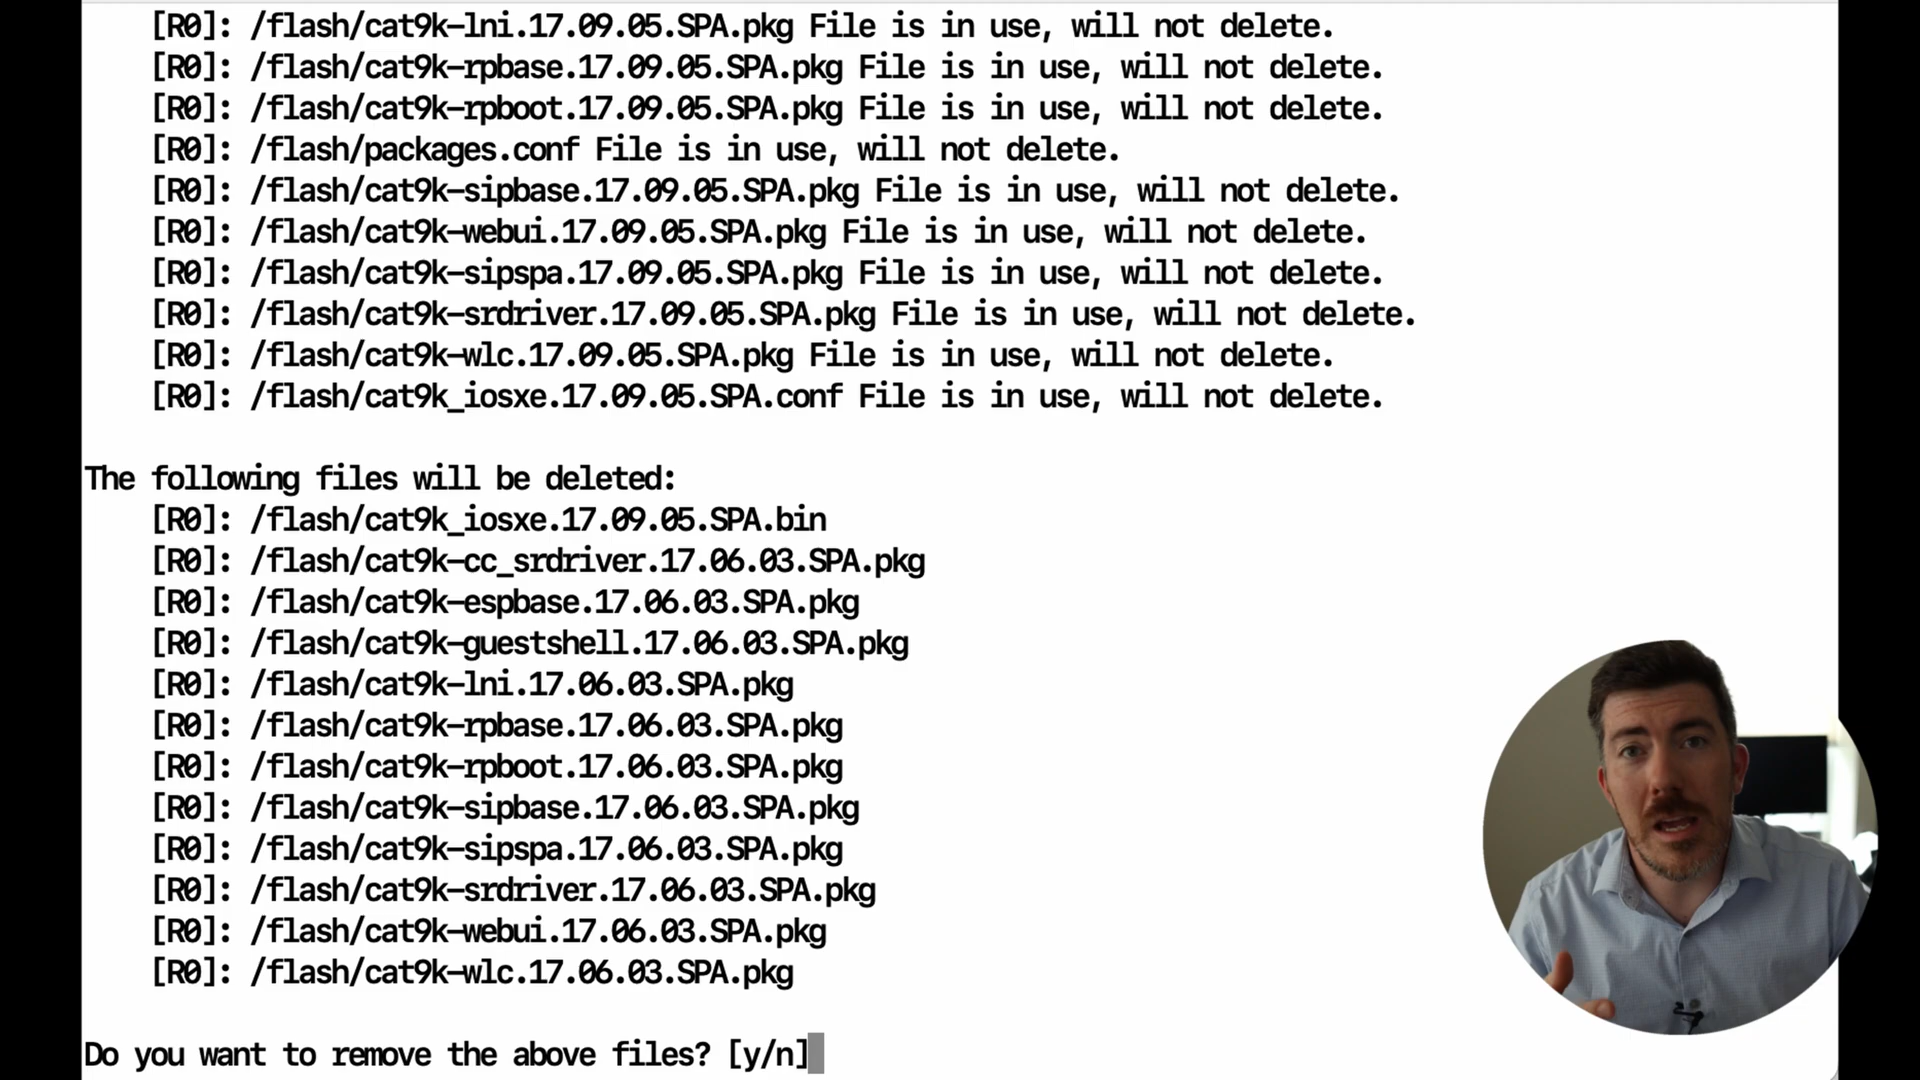 [R0]: /flash/cat9k-lni.17.09.05.SPA.pkg File is in use, will not delete.
[R0]: /flash/cat9k-rpbase.17.09.05.SPA.pkg File is in use, will not delete.
[R0]: /flash/cat9k-rpboot.17.09.05.SPA.pkg File is in use, will not delete.
[R0]: /flash/packages.conf File is in use, will not delete.
[R0]: /flash/cat9k-sipbase.17.09.05.SPA.pkg File is in use, will not delete.
[R0]: /flash/cat9k-webui.17.09.05.SPA.pkg File is in use, will not delete.
[R0]: /flash/cat9k-sipspa.17.09.05.SPA.pkg File is in use, will not delete.
[R0]: /flash/cat9k-srdriver.17.09.05.SPA.pkg File is in use, will not delete.
[R0]: /flash/cat9k-wlc.17.09.05.SPA.pkg File is in use, will not delete.
[R0]: /flash/cat9k_iosxe.17.09.05.SPA.conf File is in use, will not delete.
The following files will be deleted:
[R0]: /flash/cat9k_iosxe.17.09.05.SPA.bin
[R0]: /flash/cat9k-cc_srdriver.17.06.03.SPA.pkg
[R0]: /flash/cat9k-espbase.17.06.03.SPA.pkg
[R0]: /flash/cat9k-guestshell.17.06.03.SPA.pkg
[R0]: /flash/cat9k-lni.17.06.03.SPA.pkg
[R0]: /flash/cat9k-rpbase.17.06.03.SPA.pkg
[R0]: /flash/cat9k-rpboot.17.06.03.SPA.pkg
[R0]: /flash/cat9k-sipbase.17.06.03.SPA.pkg
[R0]: /flash/cat9k-sipspa.17.06.03.SPA.pkg
[R0]: /flash/cat9k-srdriver.17.06.03.SPA.pkg
[R0]: /flash/cat9k-webui.17.06.03.SPA.pkg
[R0]: /flash/cat9k-wlc.17.06.03.SPA.pkg
Do you want to remove the above files? [y/n]